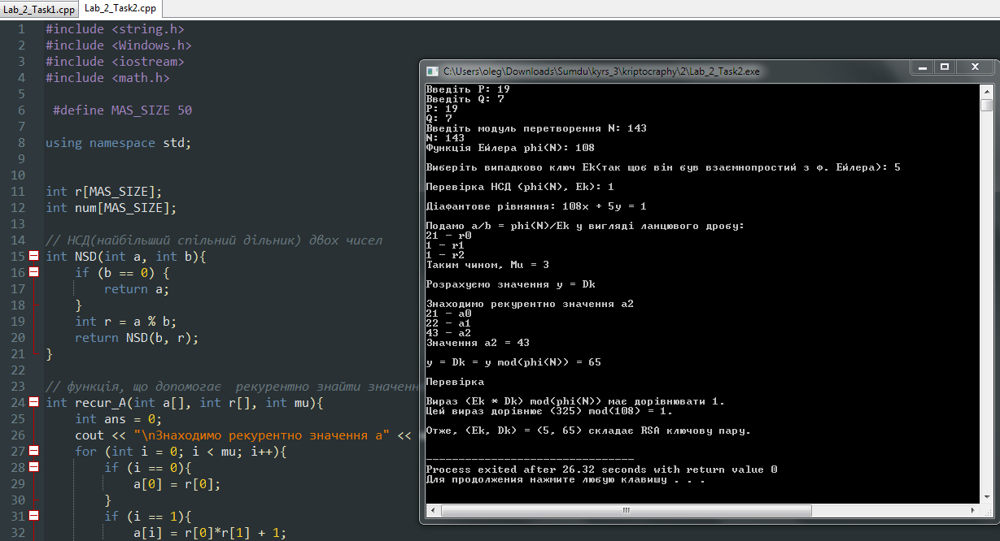 Lab_2_Task1.cpp
Lab_2_Task2.cpp
1 #include <string.h>
2 #include <Windows.h>
3 #include <iostream>
4 #include <math.h>
5
6 #define MAS_SIZE 50
7
8 using namespace std;
9
10
11 int r[MAS_SIZE];
12 int num[MAS_SIZE];
13
14 // НСД(найбільший спільний дільник) двох чисел
15 int NSD(int a, int b){
16 if (b == 0) {
17 return a;
18 }
19 int r = a % b;
20 return NSD(b, r);
21 }
22
23 // функція, що допомагає  рекурентно знайти значенн
24 int recur_A(int a[], int r[], int mu){
25 int ans = 0;
26 cout << "\nЗнаходимо рекурентно значення a" <<
27 for (int i = 0; i < mu; i++){
28 if (i == 0){
29 a[0] = r[0];
30 }
31 if (i == 1){
32 a[i] = r[0]*r[1] + 1;
C:\Users\oleg\Downloads\Sumdu\kyrs_3\kriptocraphy\2\Lab_2_Task2.exe
Введіть P: 19
Введіть Q: 7
P: 19
Q: 7
Введіть модуль перетворення N: 143
N: 143
Функція Ейлера phi(N): 108
Виберіть випадково ключ Ek(так щоб він був взаємнопростий з ф. Ейлера): 5
Перевірка НСД (phi(N), Ek): 1
Діафантове рівняння: 108x + 5y = 1
Подамо a/b = phi(N)/Ek у вигляді ланцювого дробу:
21 - r0
1 - r1
1 - r2
Таким чином, Mu = 3
Розрахуємо значення y = Dk
Знаходимо рекурентно значення a2
21 - a0
22 - a1
43 - a2
Значення a2 = 43
y = Dk = y mod(phi(N)) = 65
Перевірка
Вираз (Ek * Dk) mod(phi(N)) має дорівнювати 1.
Цей вираз дорівнює (325) mod(108) = 1.
Отже, (Ek, Dk) = (5, 65) складає RSA ключову пару.
--------------------------------
Process exited after 26.32 seconds with return value 0
Для продолжения нажмите любую клавишу . . .